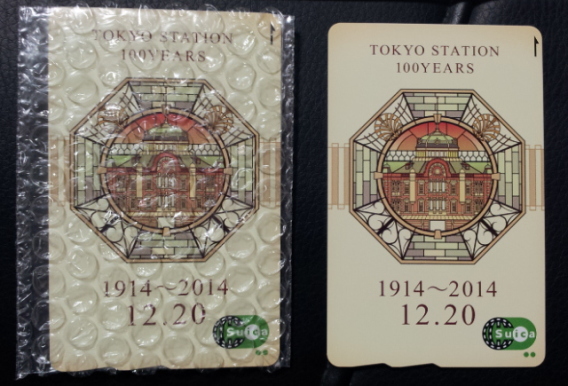 TOKYO STATION
100YEARS
1914～2014
12.20
Suica
TOKYO STATION
100YEARS
1914～2014
12.20
Suica